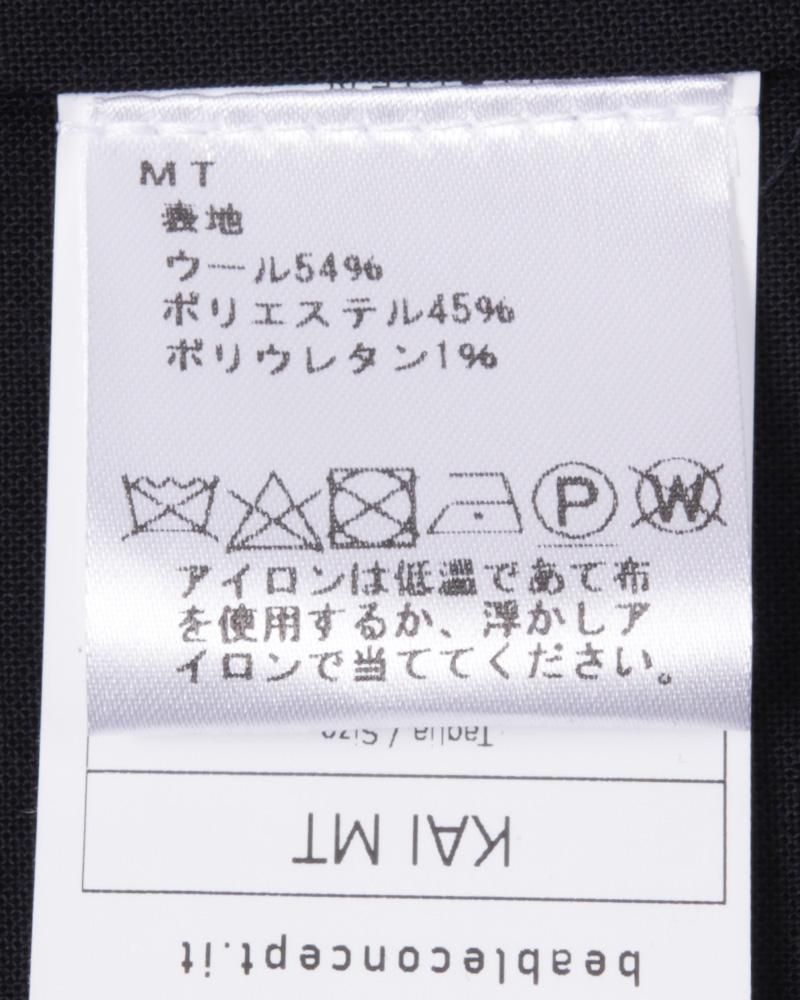 MT
表地
ウール54%
ポリエステル45%
ポリウレタン1%
P W
アイロンは低温であて布
を使用するか、浮かしア
イロンで当ててください。
Taglia / Size
KAI MT
beableconcept.it